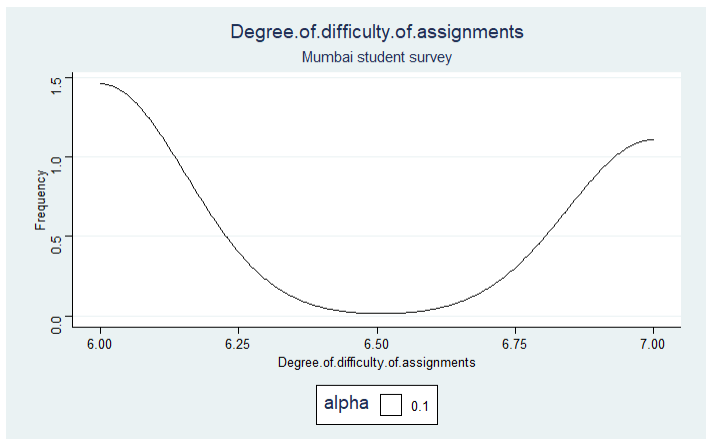 Degree.of.difficulty.of.assignments
Mumbai student survey
1.5
1.0
0.5
0.0
Frequency
6.00 6.25 6.50 6.75 7.00
Degree.of.difficulty.of.assignments
alpha 0.1